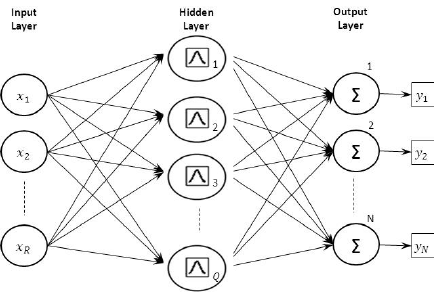 Input Layer
Hidden Layer
Output Layer
x1
x2
xR
1
2
3
Q
1
Σ
2
Σ
N
Σ
y1
y2
yN